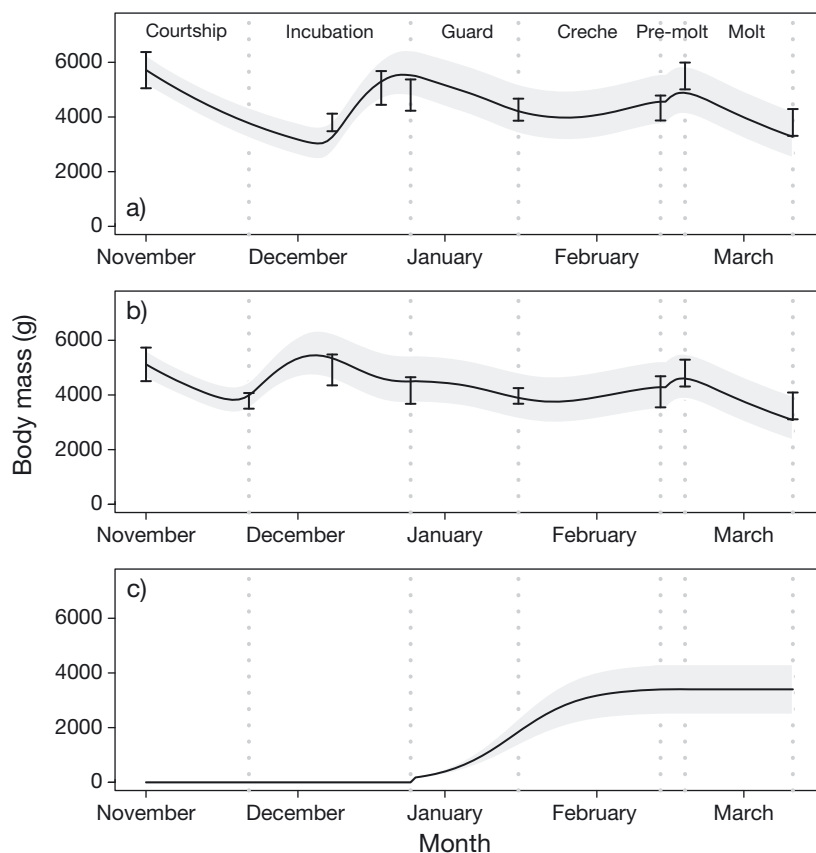 Courtship Incubation Guard Creche Pre-molt Molt
6000
4000
2000
0
a)
November December January February March
b)
6000
4000
2000
0
November December January February March
c)
6000
4000
2000
0
November December January February March
Body mass (g)
Month